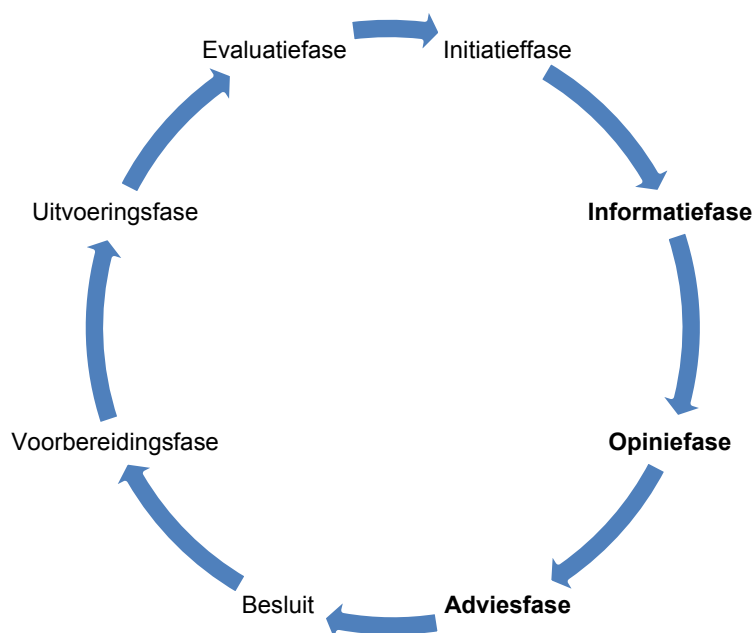 Evaluatiefase
Initiatieffase
Uitvoeringsfase
Informatiefase
Voorbereidingsfase
Opiniefase
Besluit
Adviesfase